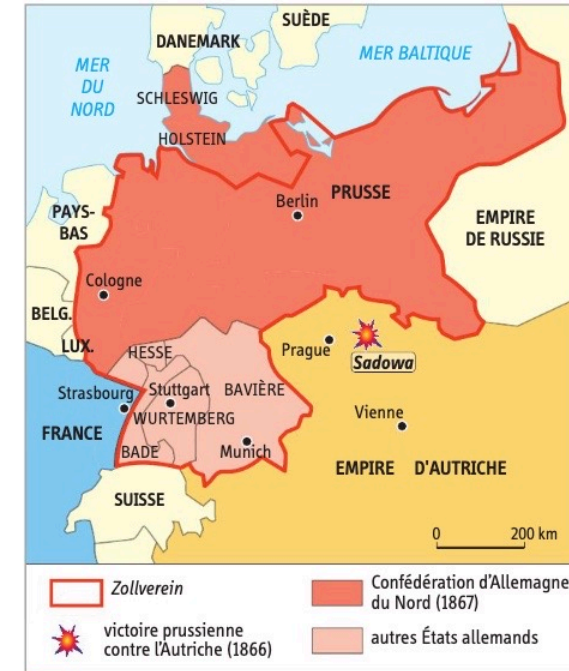 SUÈDE
DANEMARK
MER BALTIQUE
MER
DU
NORD
SCHLESWIG
HOLSTEIN
PRUSSE
Berlin
PAYS-
BAS
EMPIRE
DE RUSSIE
Cologne
BELG.
LUX.
HESSE
Prague
Sadowa
Strasbourg
Stuttgart
BAVIÈRE
WURTEMBERG
Vienne
FRANCE
BADE
Munich
EMPIRE D'AUTRICHE
SUISSE
0 200 km
Zollverein
Confédération d'Allemagne
du Nord (1867)
victoire prussienne
contre l'Autriche (1866)
autres États allemands